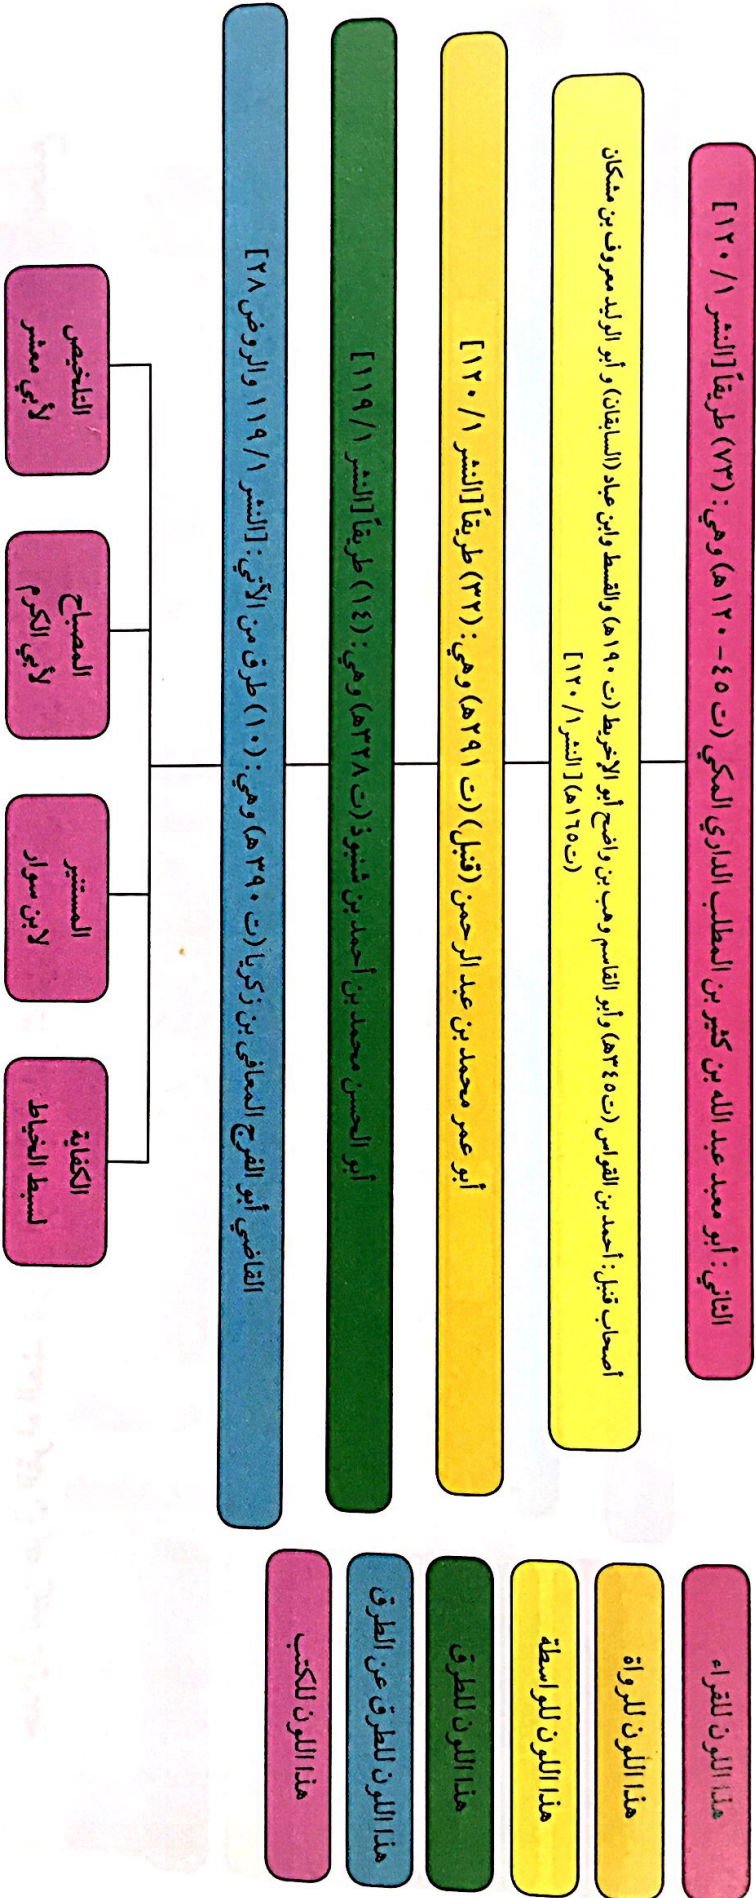 الثاني: أبو معبد عبد الله بن كثير بن المطلب الداري المكي (ت ٤٥ - ١٢٠هـ) وهي: (٧٣) طريقاً [النشر ١/ ١٢٠]
أصحاب قنبل: أحمد بن القواس (ت ٣٤٥هـ) وأبو القاسم وهب بن واضح أبو الإخريط (ت ١٩٠هـ) والقسط وابن عباد (السابقان) و أبو الوليد معروف بن مشكان
(ت ١٦٥هـ) [ النشر ١/ ١٢٠]
أبو عمر محمد بن عبد الرحمن (قنبل) (ت ٢٩١هـ) وهي: (٣٢) طريقاً [النشر ١/ ١٢٠]
أبو الحسن محمد بن أحمد بن شنبوذ (ت ٣٢٨هـ) وهي: (١٤) طريقاً [النشر ١/ ١١٩]
القاضي أبو الفرج المعافى بن زكريا (ت ٣٩٠ هـ) وهي: (١٠) طرق من الآتي: [النشر ١/ ١١٩ والروض ٢٨]
الكفاية
لسبط الخياط
المستنير
لابن سوار
المصباح
لأبي الكرم
التلخيص
لأبي معشر
هذا اللون للقراء
هذا اللون للرواة
هذا اللون للواسطة
هذا اللون للطرق
هذا اللون للطرق عن الطرق
هذا اللون للكتب